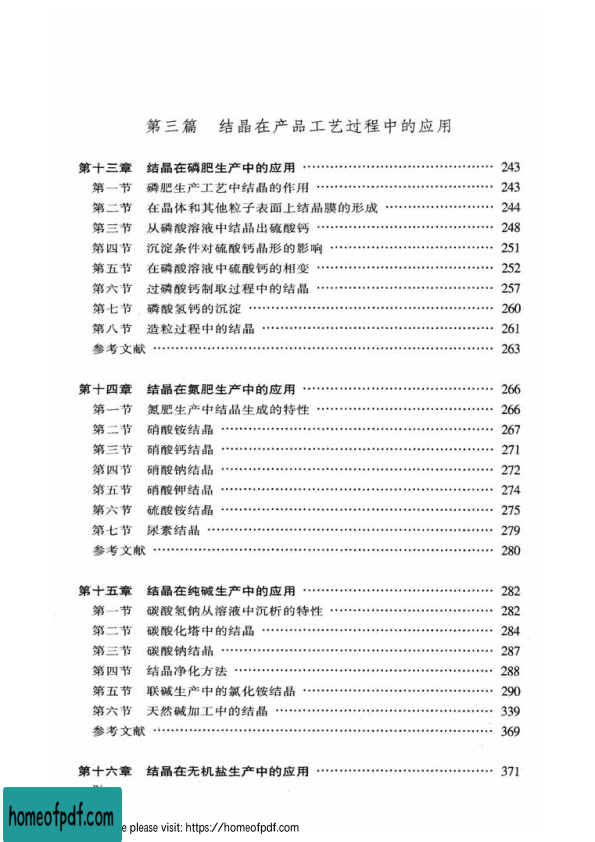 第三篇 结晶在产品工艺过程中的应用
第十三章 结晶在磷肥生产中的应用 …… 243
第一节 磷肥生产工艺中结晶的作用 …… 243
第二节 在晶体和其他粒子表面上结晶膜的形成 …… 244
第三节 从磷酸溶液中结晶出硫酸钙 …… 248
第四节 沉淀条件对硫酸钙晶形的影响 …… 251
第五节 在磷酸溶液中硫酸钙的相变 …… 252
第六节 过磷酸钙制取过程中的结晶 …… 257
第七节 磷酸氢钙的沉淀 …… 260
第八节 造粒过程中的结晶 …… 261
参考文献 …… 263
第十四章 结晶在氮肥生产中的应用 …… 266
第一节 氮肥生产中结晶生成的特性 …… 266
第二节 硝酸铵结晶 …… 267
第三节 硝酸钙结晶 …… 271
第四节 硝酸钠结晶 …… 272
第五节 硝酸钾结晶 …… 274
第六节 硫酸铵结晶 …… 275
第七节 尿素结晶 …… 279
参考文献 …… 280
第十五章 结晶在纯碱生产中的应用 …… 282
第一节 碳酸氢钠从溶液中沉析的特性 …… 282
第二节 碳酸化塔中的结晶 …… 284
第三节 碳酸钠结晶 …… 287
第四节 结晶净化方法 …… 288
第五节 联碱生产中的氯化铵结晶 …… 290
第六节 天然碱加工中的结晶 …… 339
参考文献 …… 369
第十六章 结晶在无机盐生产中的应用 …… 371
homeofpdf.com
please visit: https://homeofpdf.com